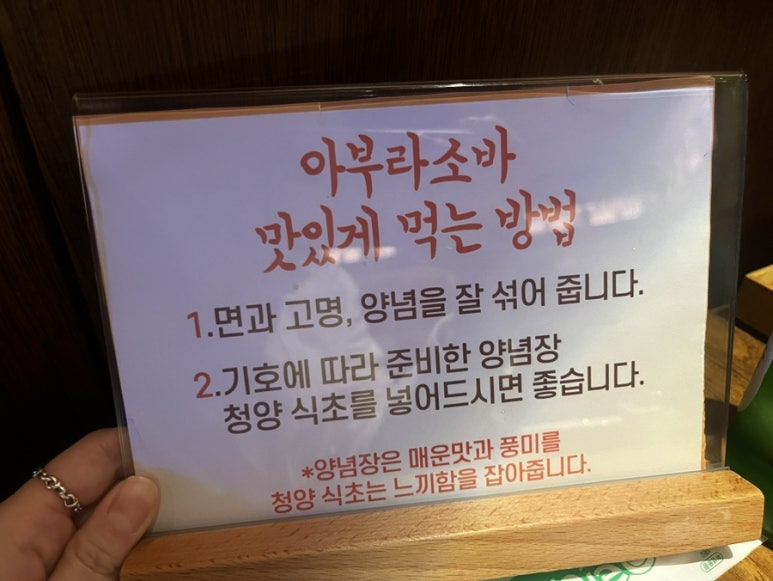 아부라소바
맛있게 먹는 방법
1.면과 고명, 양념을 잘 섞어 줍니다.
2.기호에 따라 준비한 양념장
청양 식초를 넣어드시면 좋습니다.
*양념장은 매운맛과 풍미를
청양 식초는 느끼함을 잡아줍니다.